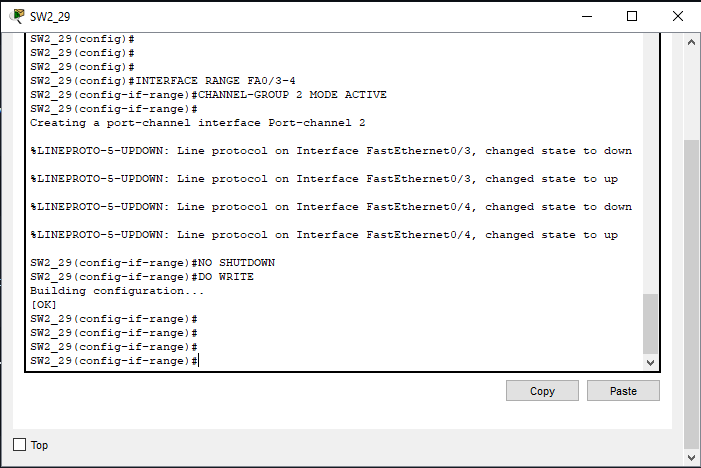 SW2_29
SW2_29(config)#
SW2_29(config)#
SW2_29(config)#
SW2_29(config)#INTERFACE RANGE FA0/3-4
SW2_29(config-if-range)#CHANNEL-GROUP 2 MODE ACTIVE
SW2_29(config-if-range)#
Creating a port-channel interface Port-channel 2
%LINEPROTO-5-UPDOWN: Line protocol on Interface FastEthernet0/3, changed state to down
%LINEPROTO-5-UPDOWN: Line protocol on Interface FastEthernet0/3, changed state to up
%LINEPROTO-5-UPDOWN: Line protocol on Interface FastEthernet0/4, changed state to down
%LINEPROTO-5-UPDOWN: Line protocol on Interface FastEthernet0/4, changed state to up
SW2_29(config-if-range)#NO SHUTDOWN
SW2_29(config-if-range)#DO WRITE
Building configuration...
[OK]
SW2_29(config-if-range)#
SW2_29(config-if-range)#
SW2_29(config-if-range)#
SW2_29(config-if-range)#
Copy Paste
Top